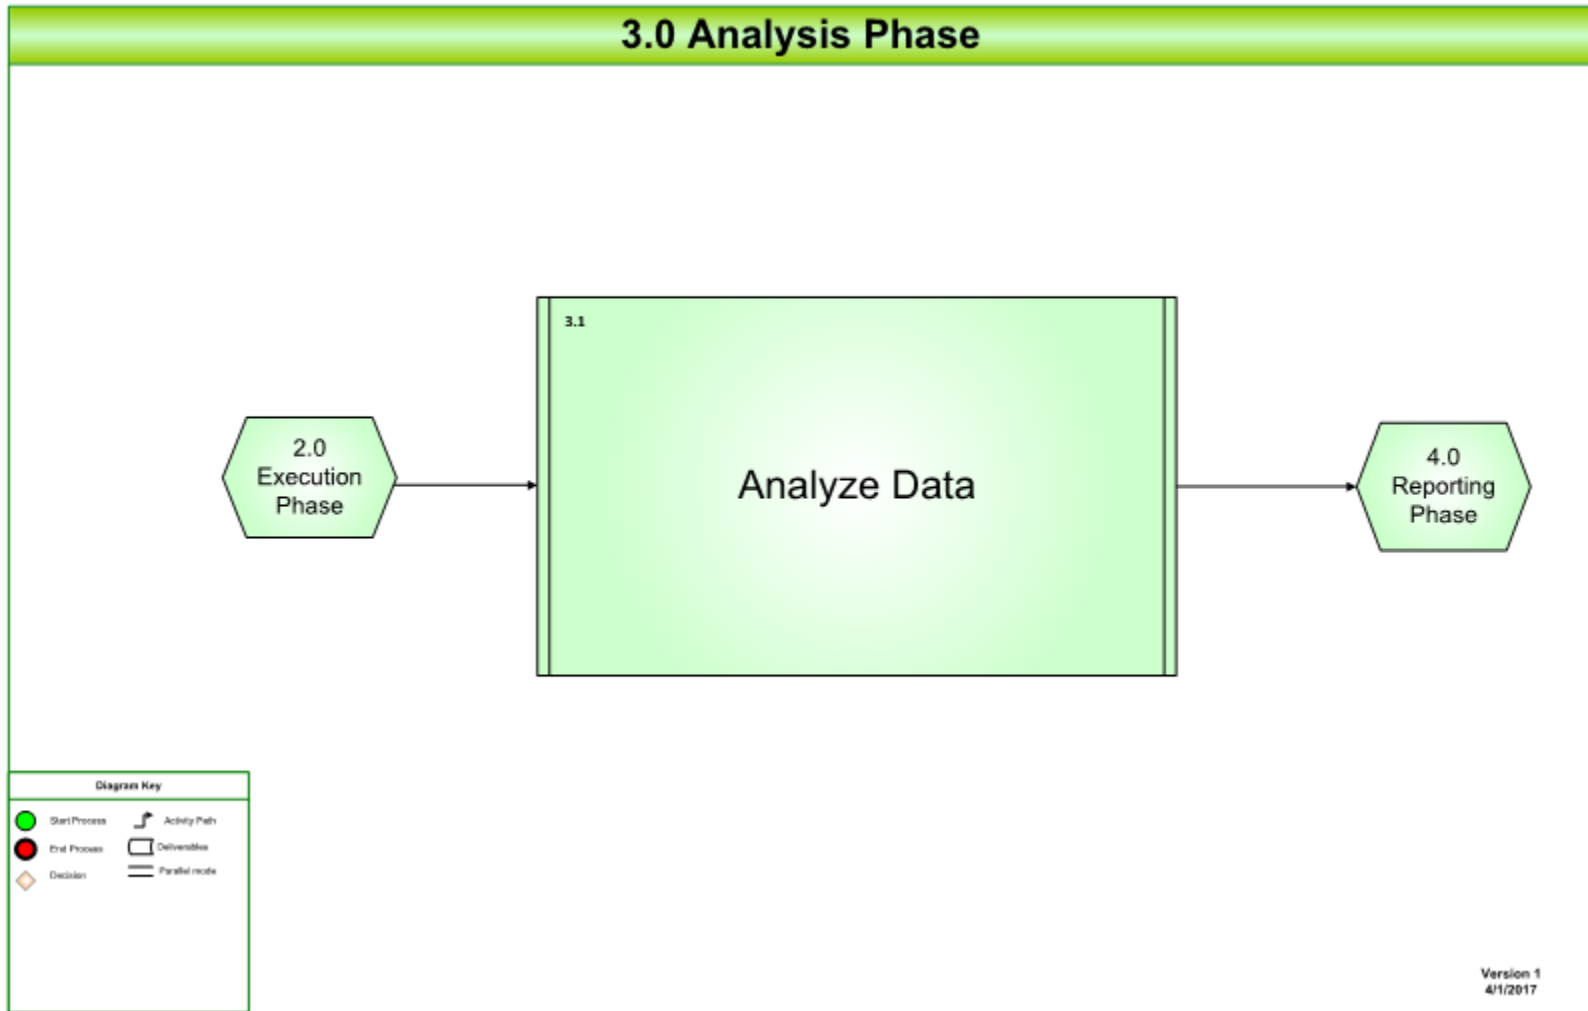 3.0 Analysis Phase
3.1
2.0
Execution
Phase
Analyze Data
4.0
Reporting
Phase
Diagram Key
Start Process
Activity Path
End Process
Deliverables
Decision
Parallel mode
Version 1
4/1/2017